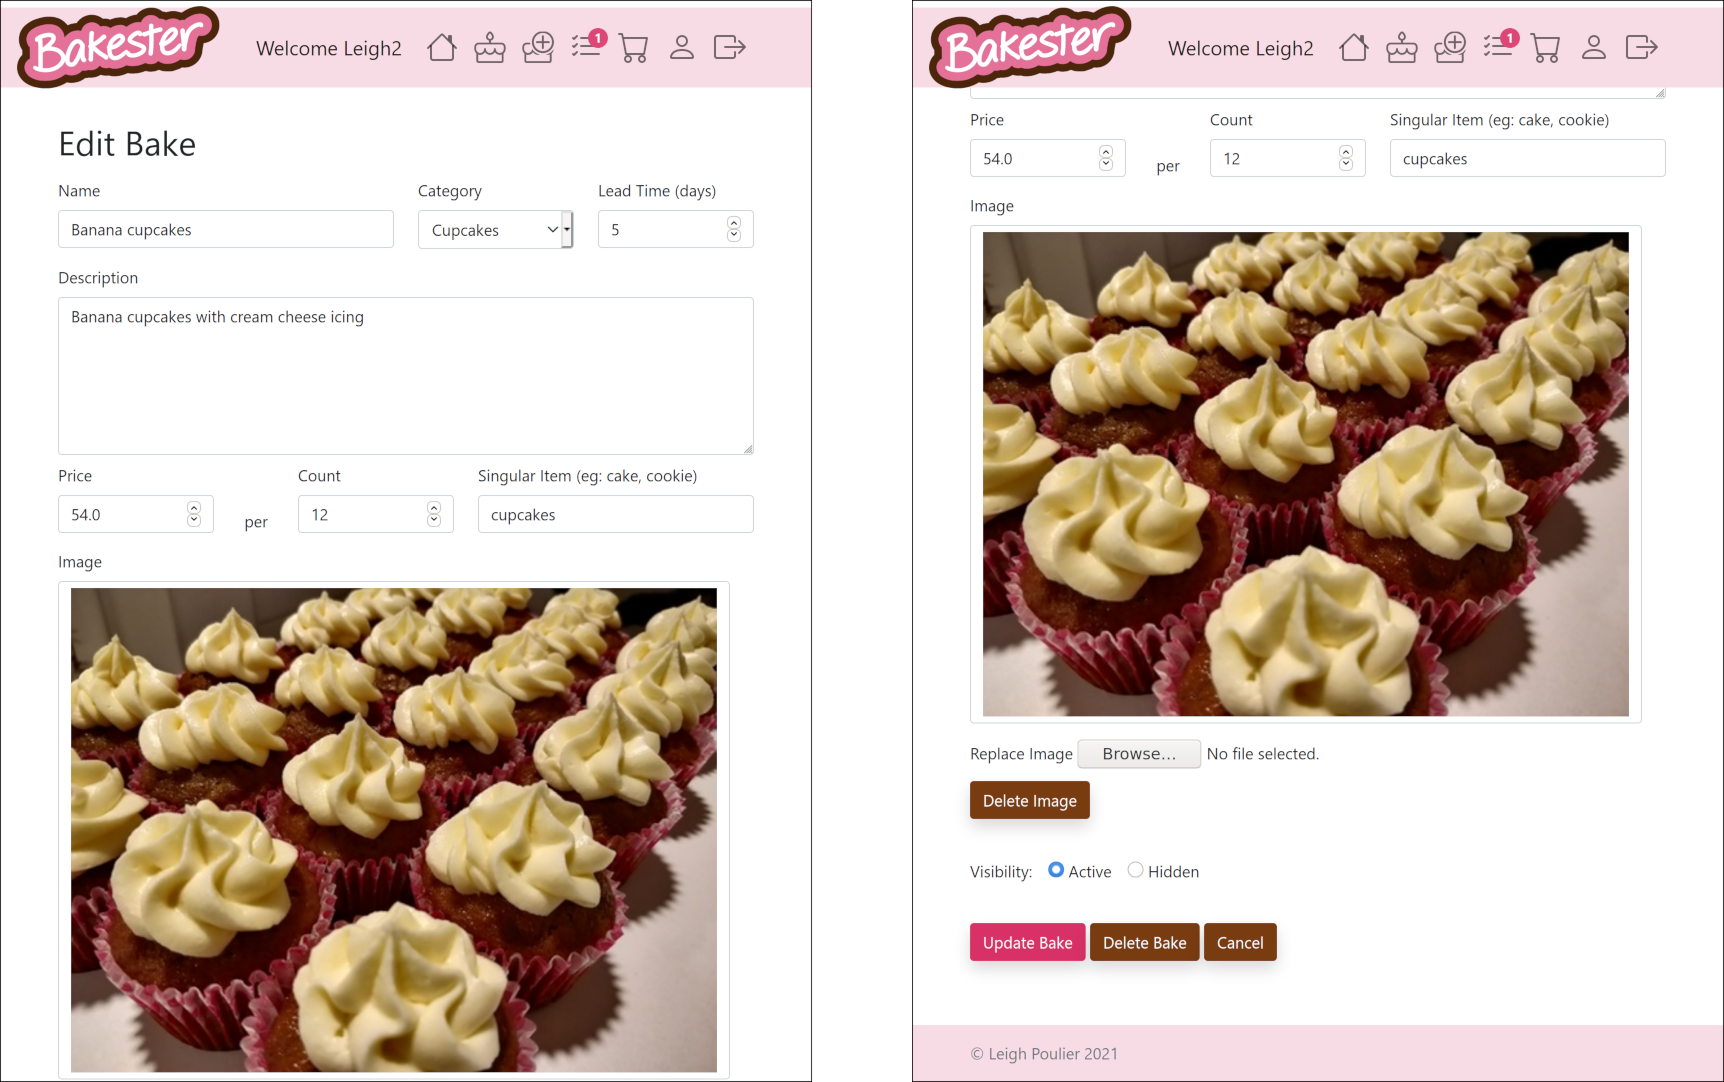 Bakester
Welcome Leigh2
1
Edit Bake
Name
Category
Lead Time (days)
Banana cupcakes
Cupcakes
5
Description
Banana cupcakes with cream cheese icing
Price
Count
Singular Item (eg: cake, cookie)
54.0
per
12
cupcakes
Image
Bakester
Welcome Leigh2
1
Price
Count
Singular Item (eg: cake, cookie)
54.0
per
12
cupcakes
Image
Replace Image Browse... No file selected.
Delete Image
Visibility: Active Hidden
Update Bake Delete Bake Cancel
© Leigh Poulier 2021